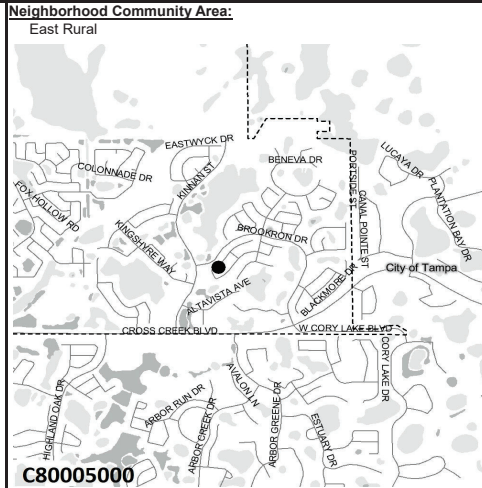 Neighborhood Community Area:
East Rural
EASTWYCK DR
BENEVA DR
LUCAYA DR
COLONNADE DR
KINNAN ST
PORTSIDE ST
CANAL POINTE ST
PLANTATION BAY DR
FOX HOLLOW RD
KINGSHYRE WAY
BROOKRON DR
City of Tampa
BLACKMORE DR
ALTAVISTA AVE
CROSS CREEK BLVD
W CORY LAKE BLVD
CORY LAKE DR
AVALON LN
HIGHLAND OAK DR
ARBOR RUN DR
ARBOR CREEK DR
ARBOR GREENE DR
ESTUARY DR
C80005000